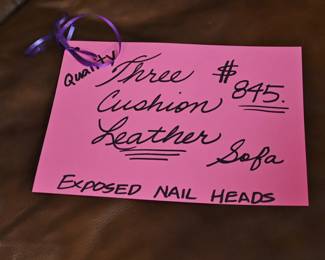 Quality
Three $845.
Cushion
Leather
Sofa
EXPOSED NAIL HEADS